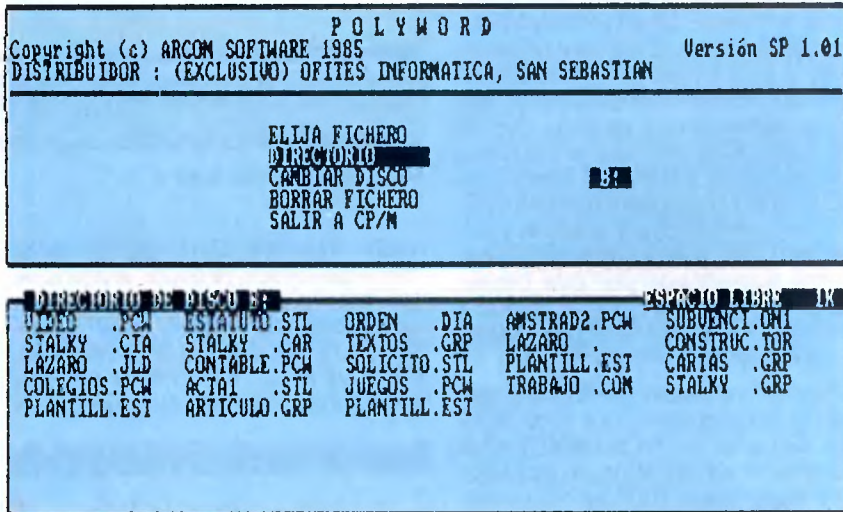 POLYWORD
Copyright (c) ARCOM SOFTWARE 1985 Versión SP 1.01
DISTRIBUIDOR : (EXCLUSIVO) OFITES INFORMATICA, SAN SEBASTIAN
ELIJA FICHERO
DIRECTORIO
CAMBIAR DISCO B:
BORRAR FICHERO
SALIR A CP/M
DIRECTORIO DE DISCO B: ESPACIO LIBRE 1K
VIDEO .PCW ESTATUTO.STL ORDEN .DIA AMSTRAD2.PCW SUBVENCI.ON1
STALKY .CIA STALKY .CAR TEXTOS .GRP LAZARO . CONSTRUC.TOR
LAZARO .JLD CONTABLE.PCW SOLICITO.STL PLANTILL.EST CARTAS .GRP
COLEGIOS.PCW ACTA1 .STL JUEGOS .PCW TRABAJO .COM STALKY .GRP
PLANTILL.EST ARTICULO.GRP PLANTILL.EST